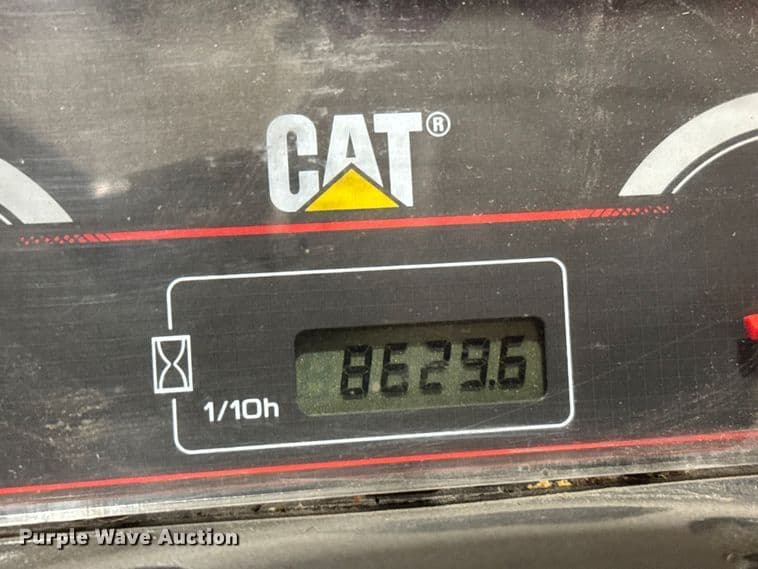 CAT®
8629.6
1/10h
Purple Wave Auction